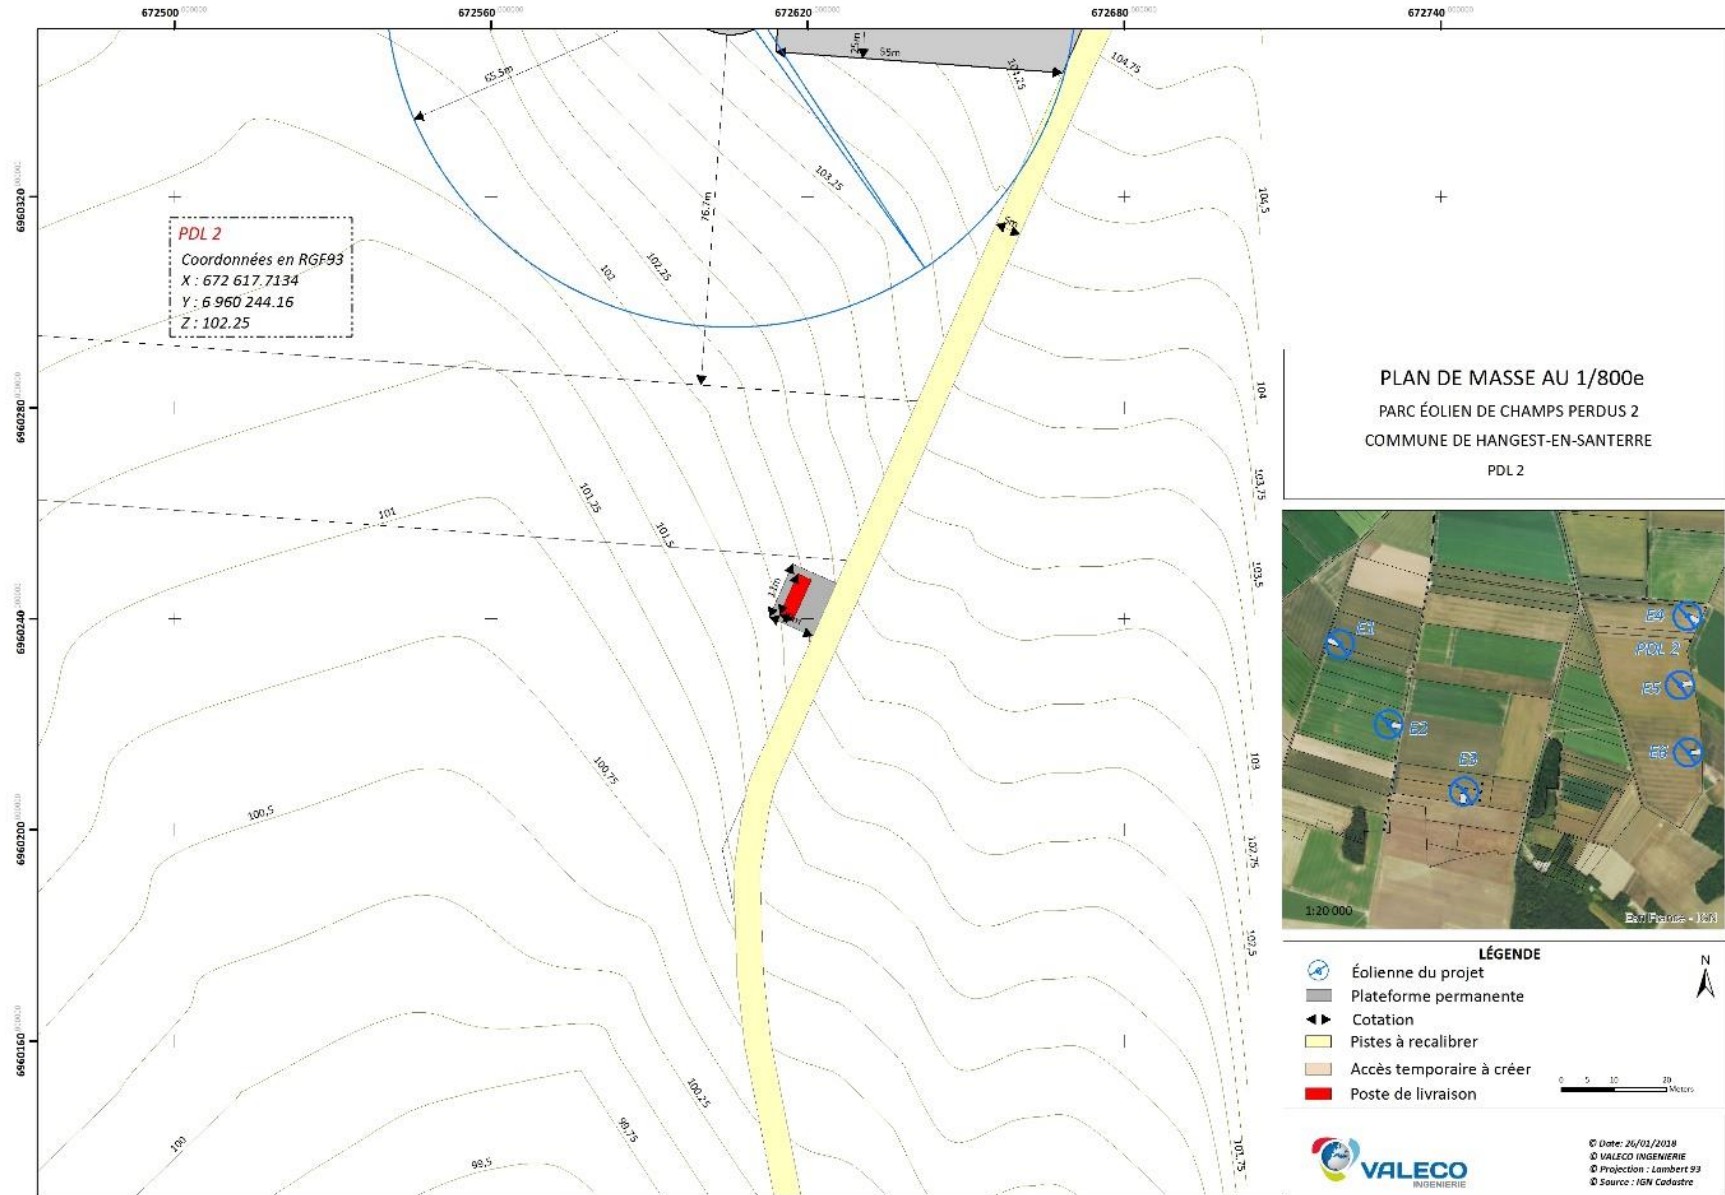 672500
672560
672620
672680
672740
6960320
6960280
6960240
6960200
6960160
65.5m
25m
55m
104,25
104,75
103,25
76.7m
104,5
5m
102
102,25
PDL 2
Coordonnées en RGF93
X : 672 617.7134
Y : 6 960 244.16
Z : 102.25
104
103,75
101,25
101
101,5
103,5
11m
103
100,75
100,5
102,75
102,5
100,25
99,75
100
99,5
101,75
PLAN DE MASSE AU 1/800e
PARC ÉOLIEN DE CHAMPS PERDUS 2
COMMUNE DE HANGEST-EN-SANTERRE
PDL 2
E4
E1
PDL 2
E5
E2
E6
E3
1:20 000
Esri France - IGN
LÉGENDE
N
Éolienne du projet
Plateforme permanente
Cotation
Pistes à recalibrer
Accès temporaire à créer
Poste de livraison
0 5 10 20
Meters
VALECO
INGENIERIE
© Date: 26/01/2018
© VALECO INGENIERIE
© Projection : Lambert 93
© Source : IGN Cadastre